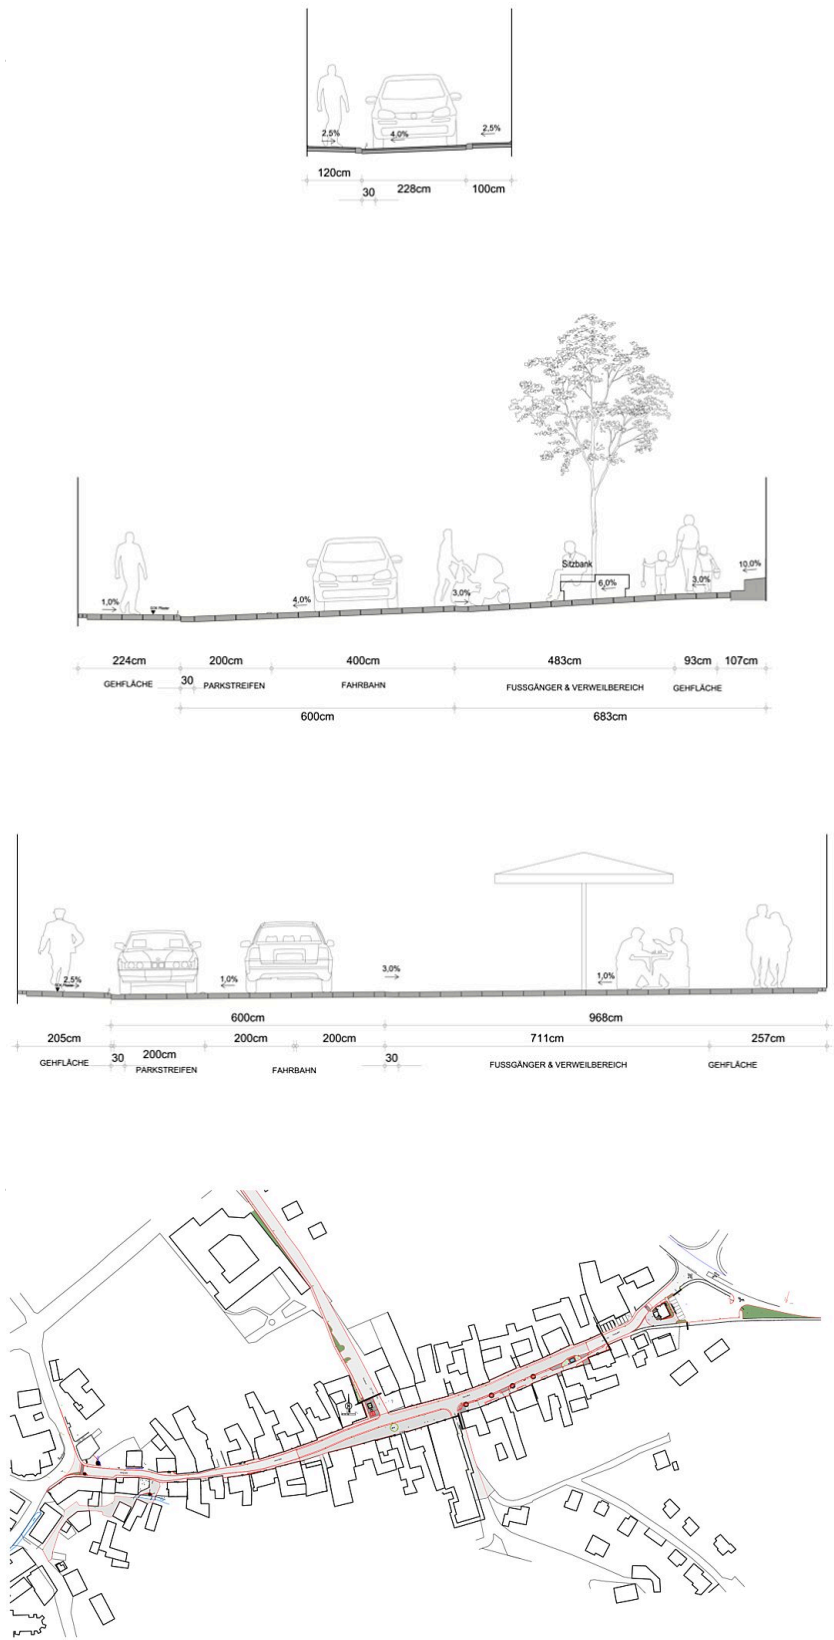 2,5%
4,0%
2,5%
120cm
30
228cm
100cm
Sitzbank
1,0%
4,0%
3,0%
6,0%
3,0%
10,0%
224cm
200cm
400cm
483cm
93cm
107cm
GEHFLÄCHE
30
PARKSTREIFEN
FAHRBAHN
FUSSGÄNGER & VERWEILBEREICH
GEHFLÄCHE
600cm
683cm
2,5%
1,0%
3,0%
1,0%
600cm
968cm
205cm
30
200cm
200cm
200cm
30
711cm
257cm
GEHFLÄCHE
PARKSTREIFEN
FAHRBAHN
FUSSGÄNGER & VERWEILBEREICH
GEHFLÄCHE